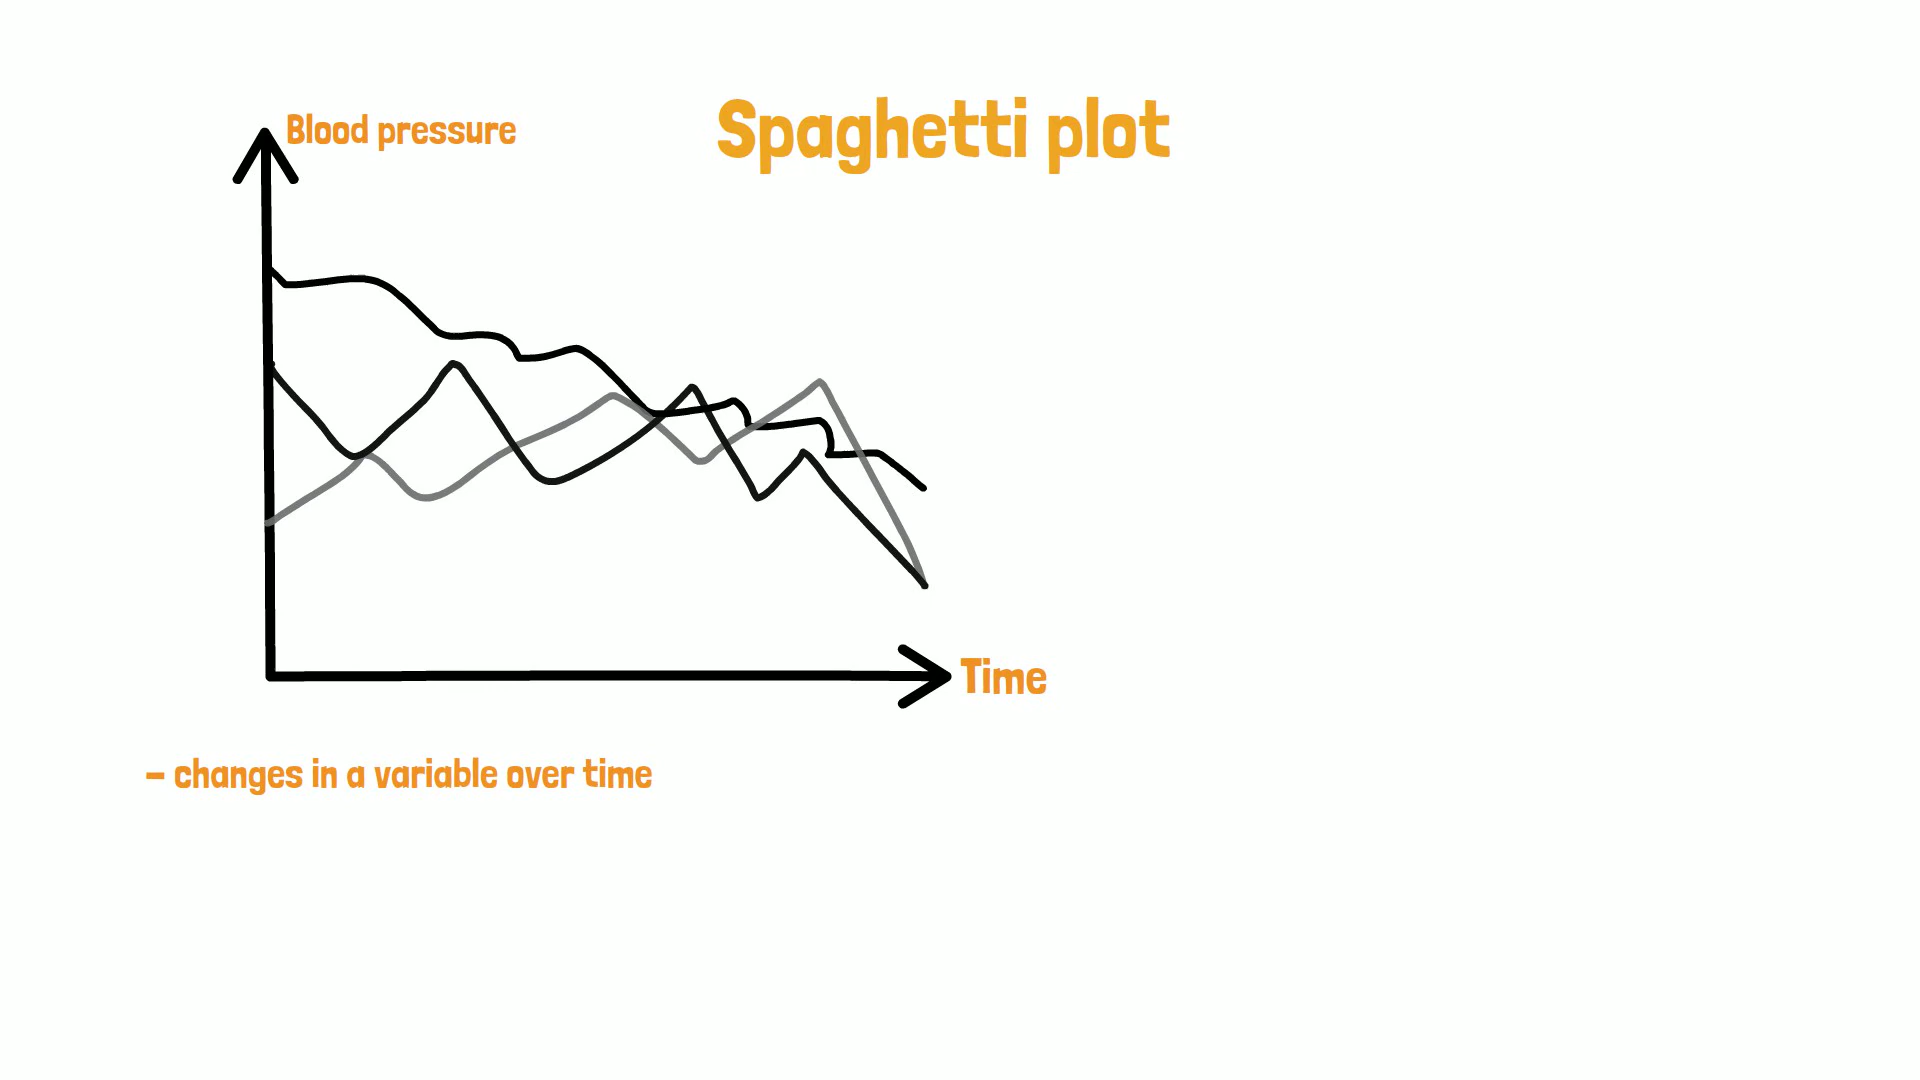 Spaghetti plot
Blood pressure
Time
- changes in a variable over time